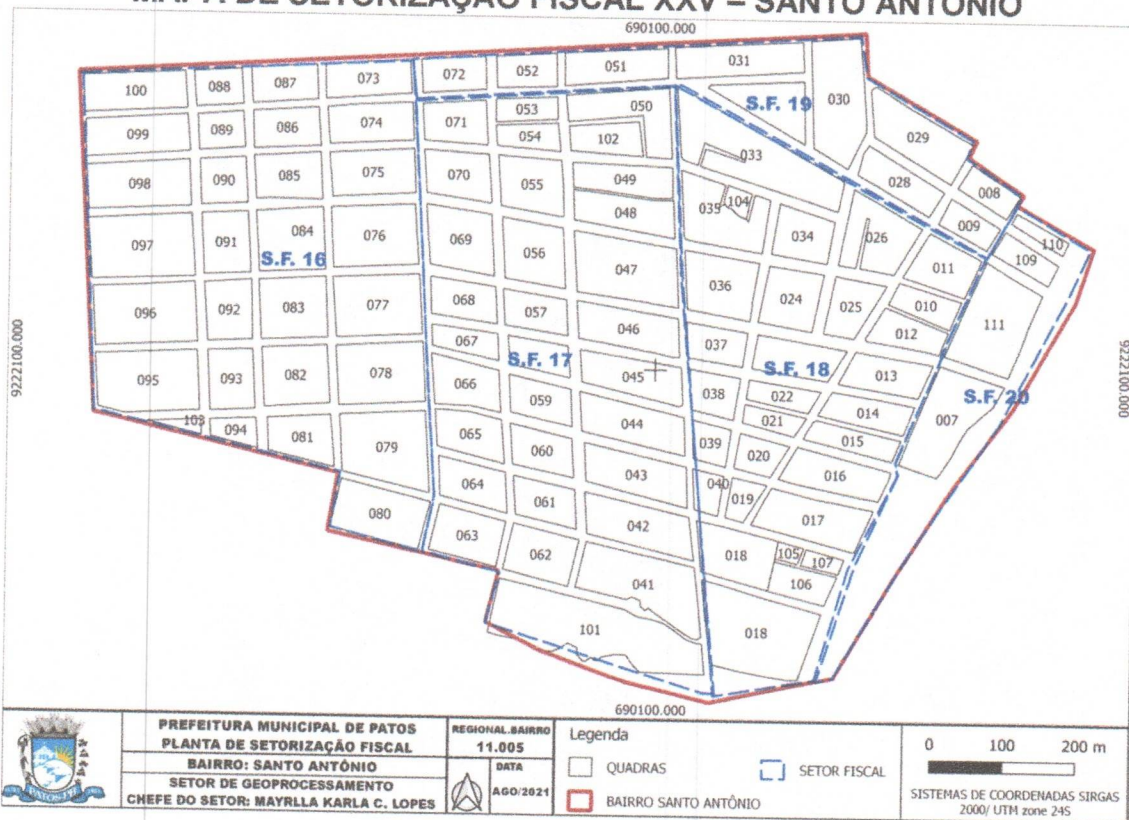 MAPA DE SETORIZAÇÃO FISCAL XXV – SANTO ANTÔNIO
690100.000
100 088 087 073 072 052 051 031
099 089 086 074 071 053 050 S.F. 19 030
054 102 033 029
098 090 085 075 070 055 049 028 008
048 035 104 034 026 009 110
097 091 084 076 069 056 047 011 109
S.F. 16
096 092 083 077 068 057 046 036 024 025 010 111
012
9222100.000 9222100.000
067 S.F. 17 037 S.F. 18
095 093 082 078 066 059 045 038 022 013 007 S.F. 20
103 094 081 079 065 060 044 021 014
039 020 015
064 061 043 040 019 016
080 063 062 042 017
041 018 105 107
106
101 018
690100.000
PREFEITURA MUNICIPAL DE PATOS
PLANTA DE SETORIZAÇÃO FISCAL
BAIRRO: SANTO ANTÔNIO
SETOR DE GEOPROCESSAMENTO
CHEFE DO SETOR: MAYRLLA KARLA C. LOPES
REGIONAL.BAIRRO
11.005
DATA
AGO/2021
Legenda
QUADRAS
SETOR FISCAL
BAIRRO SANTO ANTÔNIO
0 100 200 m
SISTEMAS DE COORDENADAS SIRGAS
2000/ UTM zone 24S